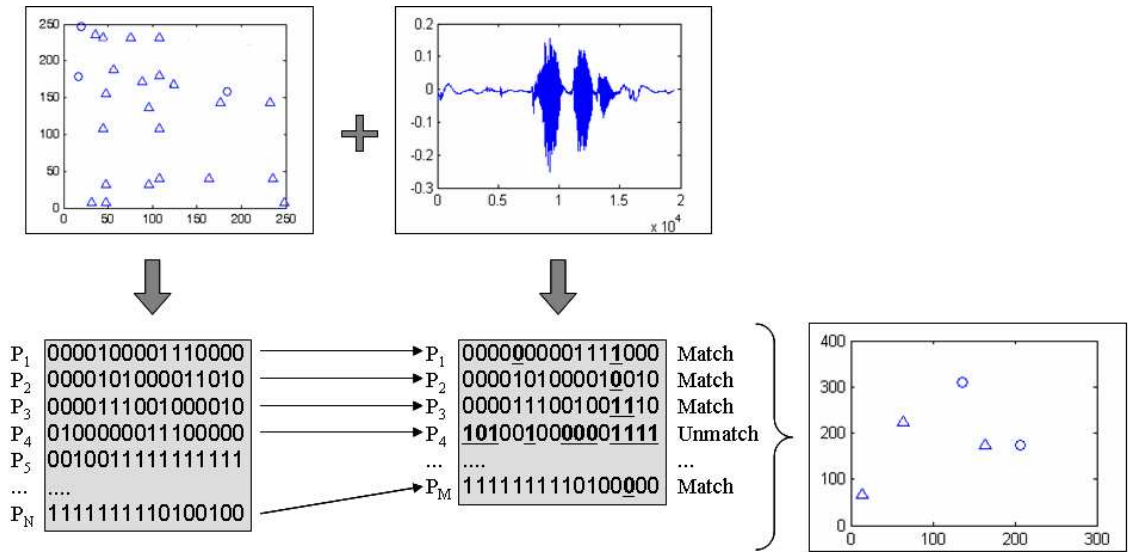 250
200
150
100
50
0
0 50 100 150 200 250
0.2
0.1
0
-0.1
-0.2
-0.3
0 0.5 1 1.5 2
x 10^4
P1 0000100001110000
P2 0000101000011010
P3 0000111001000010
P4 0100000011100000
P5 0010011111111111
... ....
PN 1111111110100100
P1 0000000001111000 Match
P2 0000101000010010 Match
P3 0000111001001110 Match
P4 1010010000001111 Unmatch
... .... ...
PM 1111111110100000 Match
400
300
200
100
0
0 100 200 300